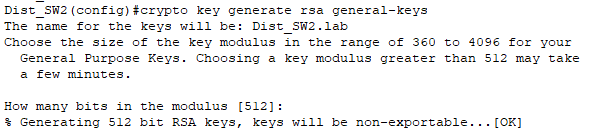 Dist_SW2(config)#crypto key generate rsa general-keys
The name for the keys will be: Dist_SW2.lab
Choose the size of the key modulus in the range of 360 to 4096 for your
  General Purpose Keys. Choosing a key modulus greater than 512 may take
  a few minutes.

How many bits in the modulus [512]:
% Generating 512 bit RSA keys, keys will be non-exportable...[OK]